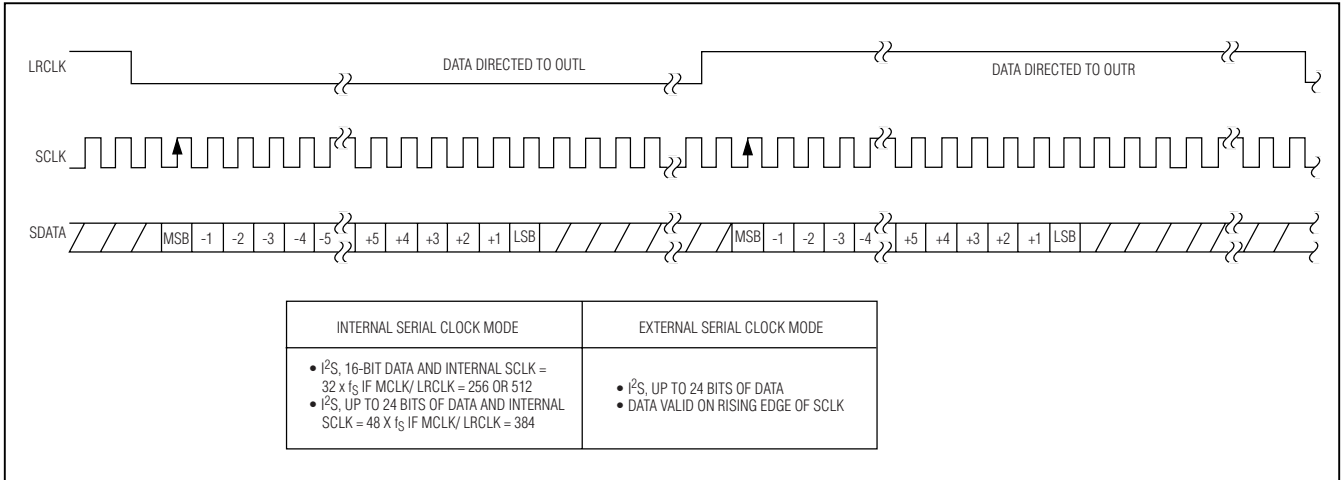 LRCLK
DATA DIRECTED TO OUTL
DATA DIRECTED TO OUTR
SCLK
SDATA
MSB -1 -2 -3 -4 -5 +5 +4 +3 +2 +1 LSB MSB -1 -2 -3 -4 +5 +4 +3 +2 +1 LSB
INTERNAL SERIAL CLOCK MODE
• I²S, 16-BIT DATA AND INTERNAL SCLK =
32 x fS IF MCLK/ LRCLK = 256 OR 512
• I²S, UP TO 24 BITS OF DATA AND INTERNAL
SCLK = 48 X fS IF MCLK/ LRCLK = 384
EXTERNAL SERIAL CLOCK MODE
• I²S, UP TO 24 BITS OF DATA
• DATA VALID ON RISING EDGE OF SCLK